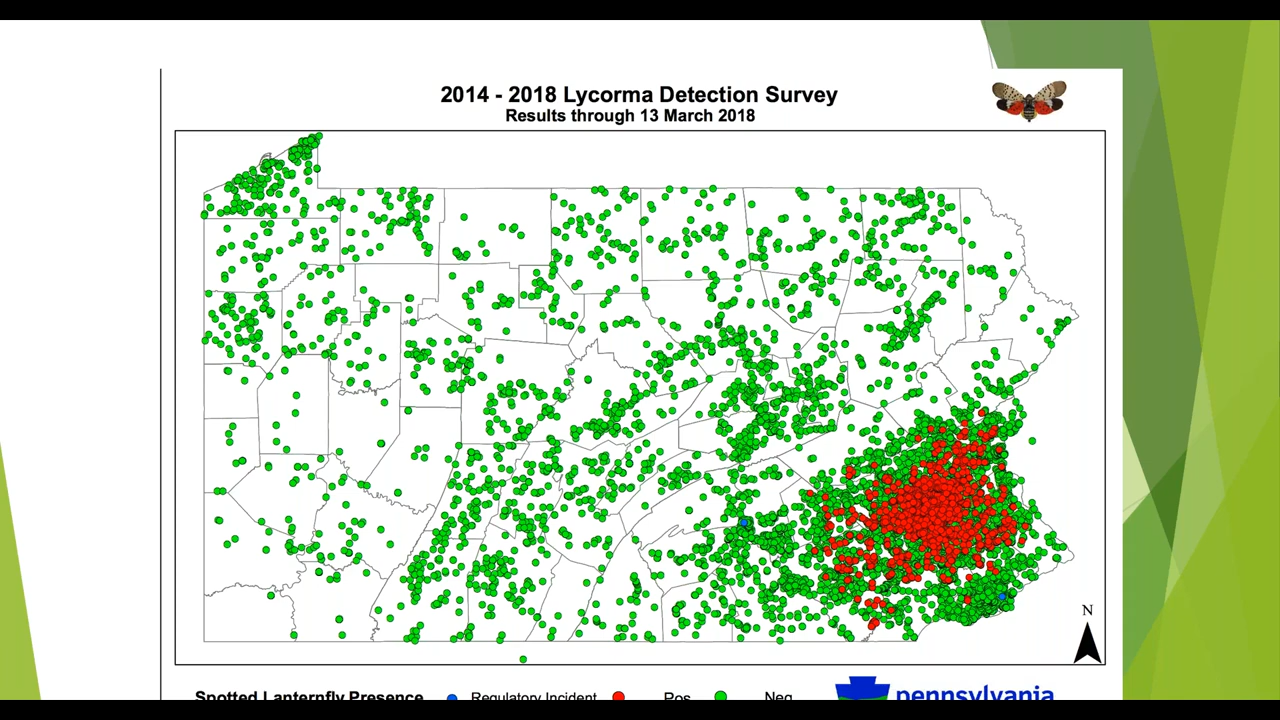 2014 - 2018 Lycorma Detection Survey
Results through 13 March 2018
N
Spotted Lanternfly Presence Regulatory Incident Pos Neg
pennsylvania